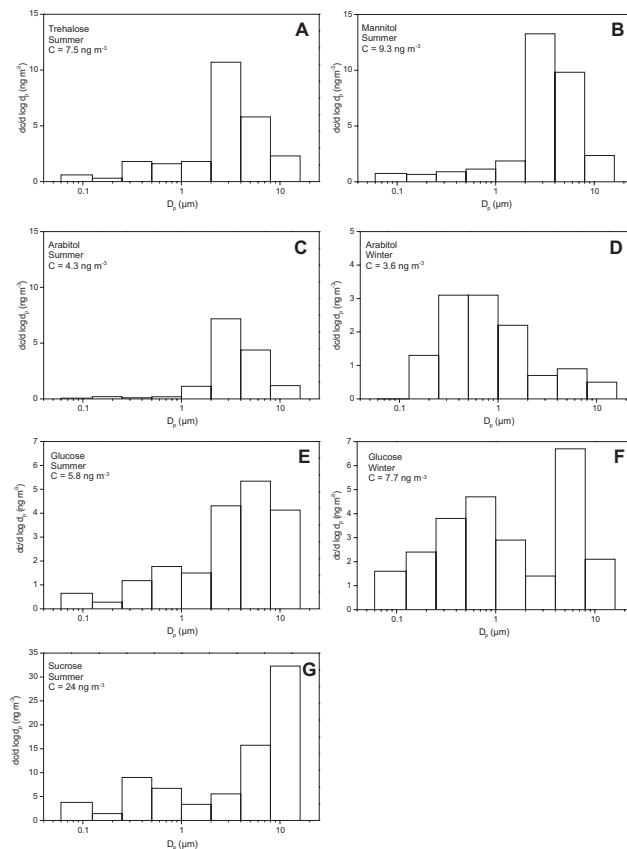 A
Trehalose
Summer
C = 7.5 ng m⁻³
15
10
5
0
dc/d log dₚ (ng m⁻³)
0.1
1
10
Dₚ (µm)
B
Mannitol
Summer
C = 9.3 ng m⁻³
15
10
5
0
dc/d log dₚ (ng m⁻³)
0.1
1
10
Dₚ (µm)
C
Arabitol
Summer
C = 4.3 ng m⁻³
15
10
5
0
dc/d log dₚ (ng m⁻³)
0.1
1
10
Dₚ (µm)
D
Arabitol
Winter
C = 3.6 ng m⁻³
5
4
3
2
1
0
dc/d log dₚ (ng m⁻³)
0.1
1
10
Dₚ (µm)
E
Glucose
Summer
C = 5.8 ng m⁻³
7
6
5
4
3
2
1
0
dc/d log dₚ (ng m⁻³)
0.1
1
10
Dₚ (µm)
F
Glucose
Winter
C = 7.7 ng m⁻³
7
6
5
4
3
2
1
0
dc/d log dₚ (ng m⁻³)
0.1
1
10
Dₚ (µm)
G
Sucrose
Summer
C = 24 ng m⁻³
35
30
25
20
15
10
5
0
dc/d log dₚ (ng m⁻³)
0.1
1
10
Dₚ (µm)